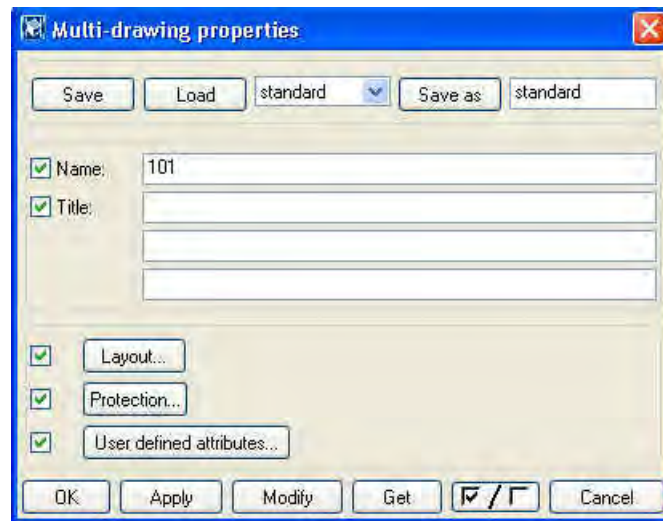 Multi-drawing properties
Save Load standard Save as standard
Name: 101
Title:
Layout...
Protection...
User defined attributes...
OK Apply Modify Get / Cancel